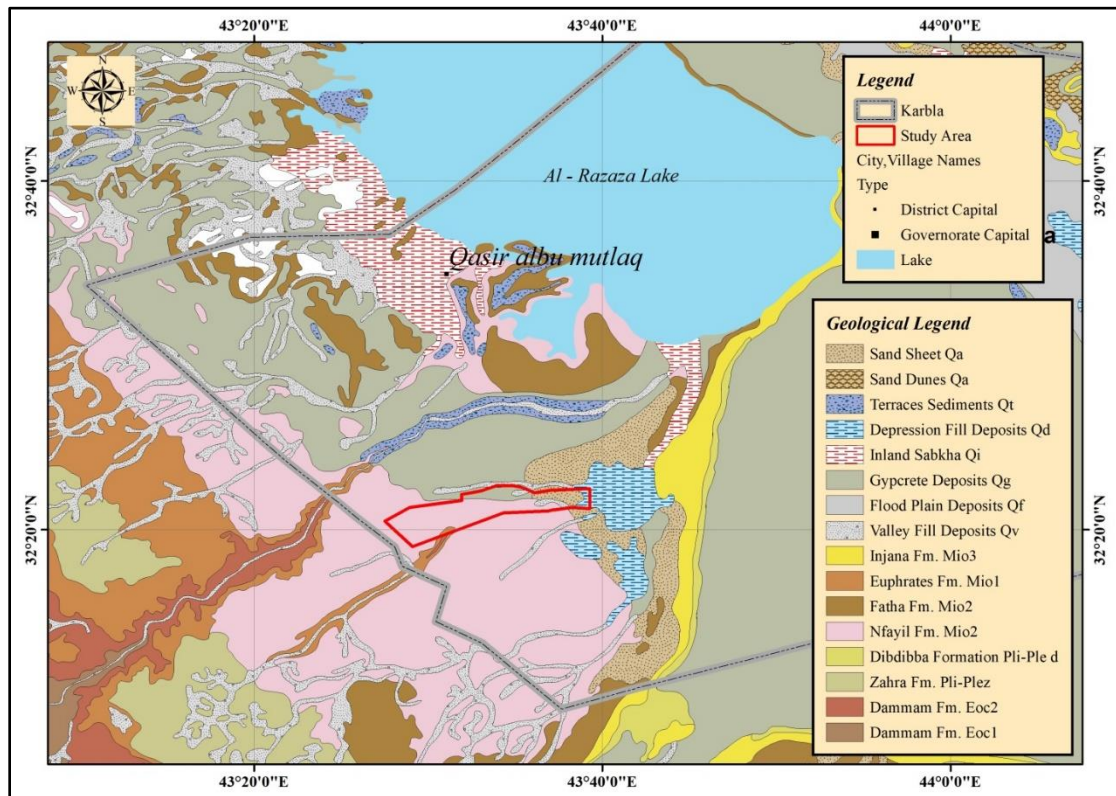 43°20'0"E 43°40'0"E 44°0'0"E
N
W E
S
32°40'0"N
32°20'0"N
Al - Razaza Lake
Qasir albu mutlaq
a
Legend
Karbla
Study Area
City,Village Names
Type
District Capital
Governorate Capital
Lake
32°40'0"N
Geological Legend
Sand Sheet Qa
Sand Dunes Qa
Terraces Sediments Qt
Depression Fill Deposits Qd
Inland Sabkha Qi
Gypcrete Deposits Qg
Flood Plain Deposits Qf
Valley Fill Deposits Qv
Injana Fm. Mio3
Euphrates Fm. Mio1
Fatha Fm. Mio2
Nfayil Fm. Mio2
Dibdibba Formation Pli-Ple d
Zahra Fm. Pli-Plez
Dammam Fm. Eoc2
Dammam Fm. Eoc1
32°20'0"N
43°20'0"E 43°40'0"E 44°0'0"E